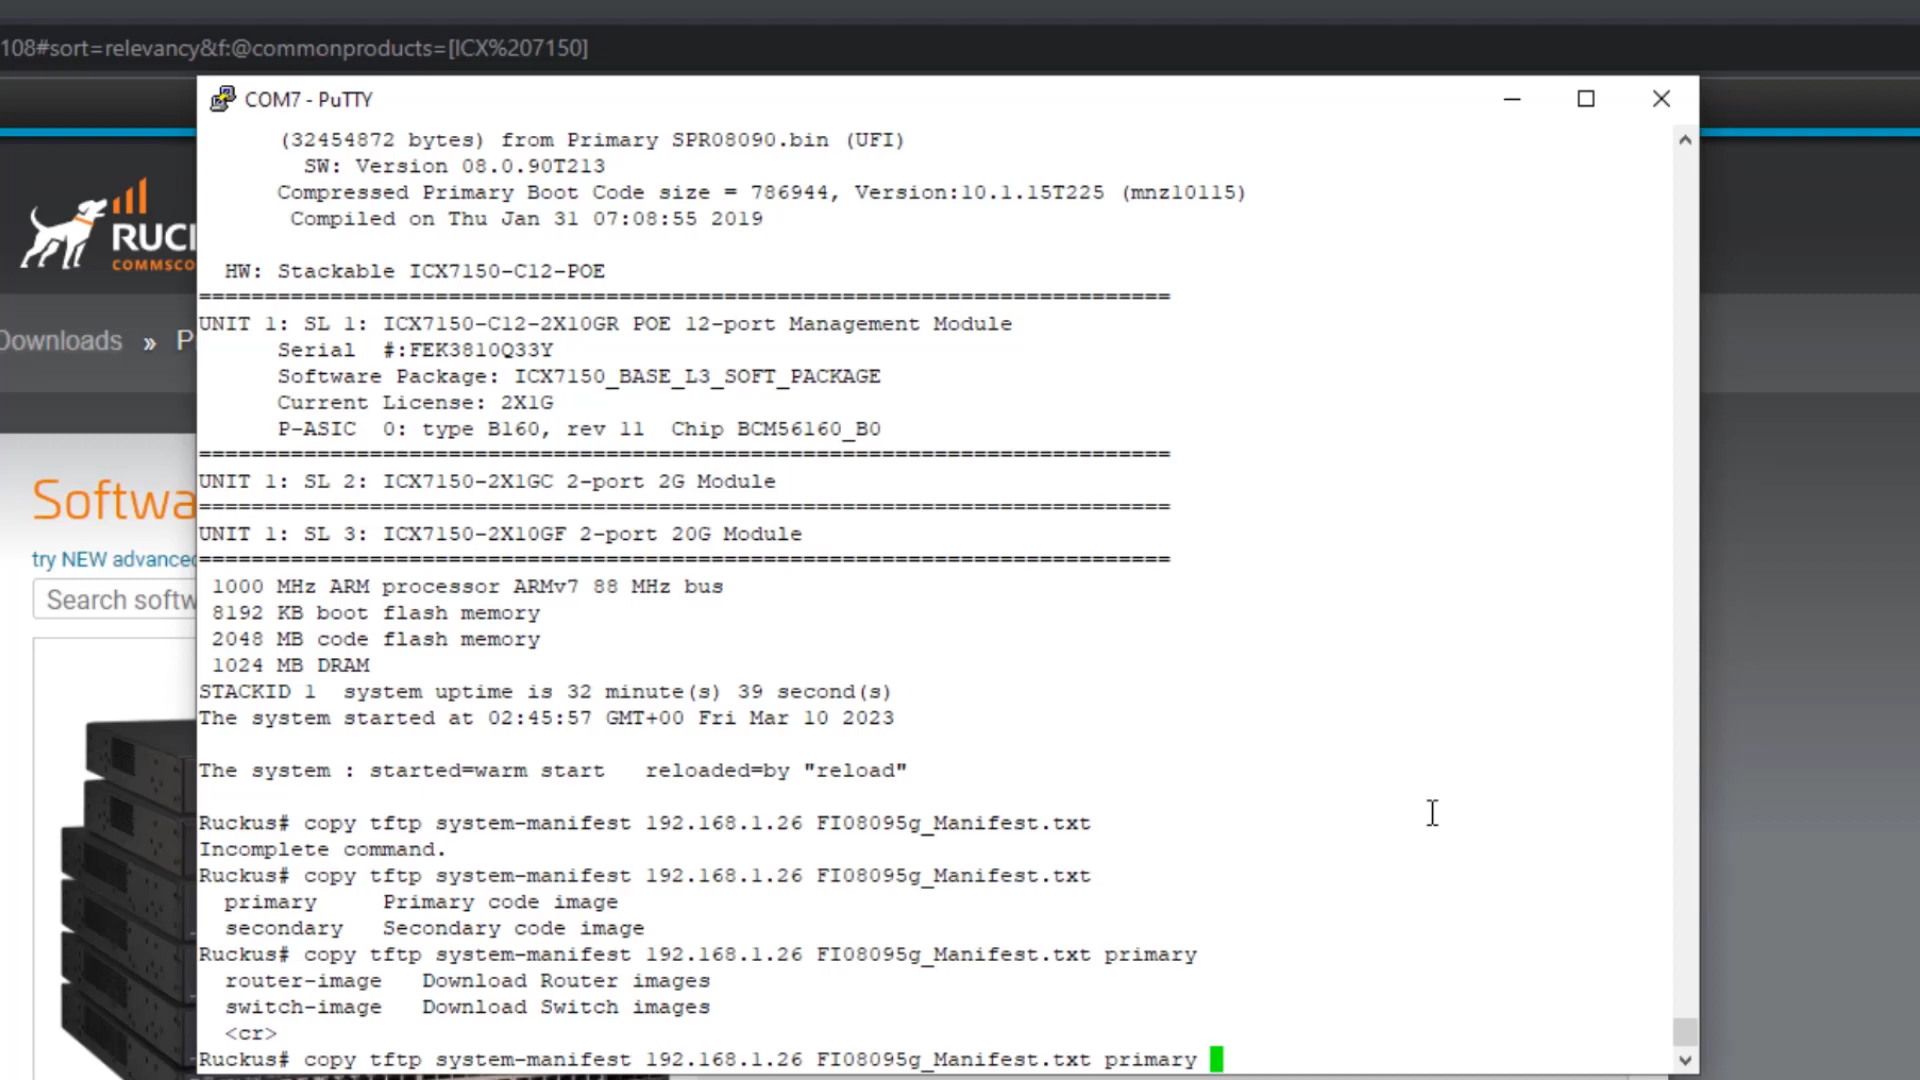 108#sort=relevancy&f:@commonproducts=[ICX%207150]
COM7 - PuTTY
(32454872 bytes) from Primary SPR08090.bin (UFI)
SW: Version 08.0.90T213
Compressed Primary Boot Code size = 786944, Version:10.1.15T225 (mnz10115)
Compiled on Thu Jan 31 07:08:55 2019
HW: Stackable ICX7150-C12-POE
==========================================================================
UNIT 1: SL 1: ICX7150-C12-2X10GR POE 12-port Management Module
Serial  #:FEK3810Q33Y
Software Package: ICX7150_BASE_L3_SOFT_PACKAGE
Current License: 2X1G
P-ASIC  0: type B160, rev 11  Chip BCM56160_B0
==========================================================================
UNIT 1: SL 2: ICX7150-2X1GC 2-port 2G Module
==========================================================================
UNIT 1: SL 3: ICX7150-2X10GF 2-port 20G Module
==========================================================================
1000 MHz ARM processor ARMv7 88 MHz bus
8192 KB boot flash memory
2048 MB code flash memory
1024 MB DRAM
STACKID 1  system uptime is 32 minute(s) 39 second(s)
The system started at 02:45:57 GMT+00 Fri Mar 10 2023
The system : started=warm start   reloaded=by "reload"
Ruckus# copy tftp system-manifest 192.168.1.26 FI08095g_Manifest.txt
Incomplete command.
Ruckus# copy tftp system-manifest 192.168.1.26 FI08095g_Manifest.txt
primary     Primary code image
secondary   Secondary code image
Ruckus# copy tftp system-manifest 192.168.1.26 FI08095g_Manifest.txt primary
router-image   Download Router images
switch-image   Download Switch images
<cr>
Ruckus# copy tftp system-manifest 192.168.1.26 FI08095g_Manifest.txt primary
RUC
COMMSCO
Downloads » P
Softwa
try NEW advanced
Search softw